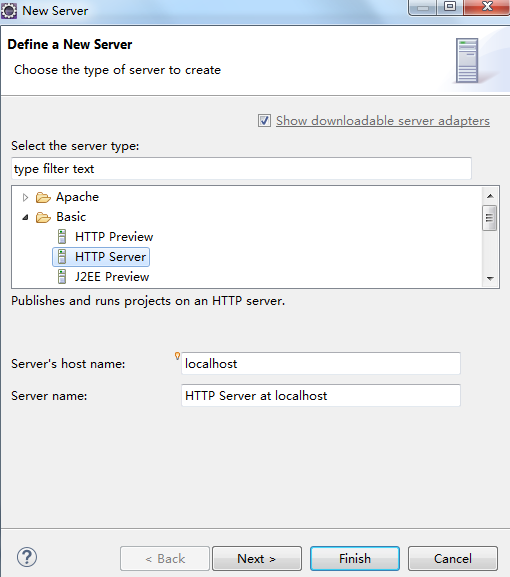 New Server
Define a New Server
Choose the type of server to create
Show downloadable server adapters
Select the server type:
type filter text
Apache
Basic
HTTP Preview
HTTP Server
J2EE Preview
Publishes and runs projects on an HTTP server.
Server's host name:
localhost
Server name:
HTTP Server at localhost
?
< Back
Next >
Finish
Cancel